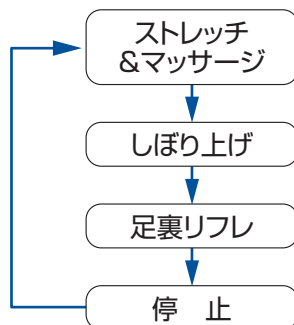 ストレッチ
&マッサージ
しぼり上げ
足裏リフレ
停　止